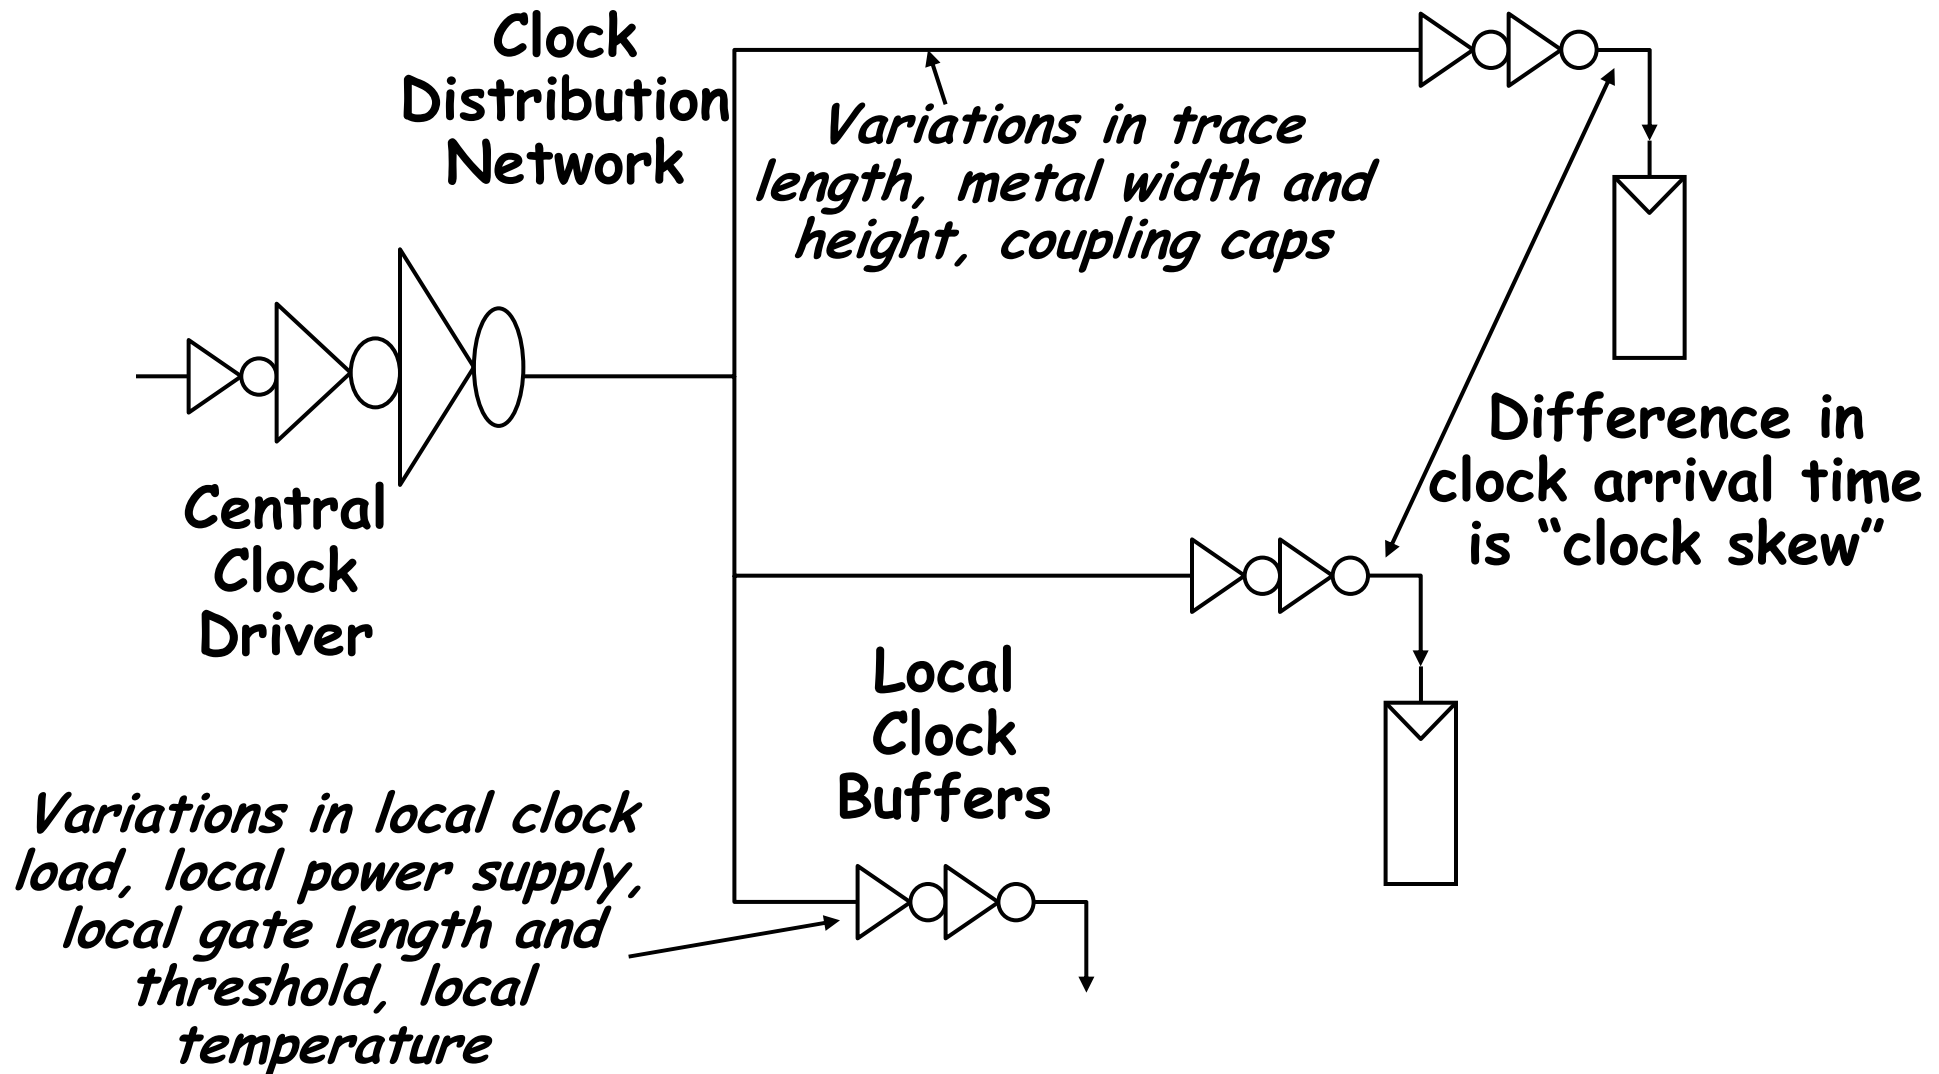 Clock
Distribution
Network
Variations in trace
length, metal width and
height, coupling caps
Difference in
clock arrival time
is “clock skew”
Central
Clock
Driver
Local
Clock
Buffers
Variations in local clock
load, local power supply,
local gate length and
threshold, local
temperature